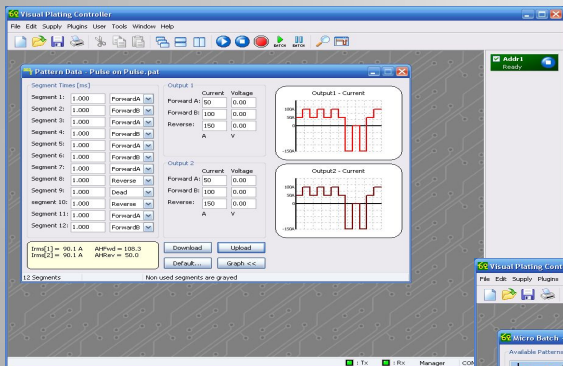 Visual Plating Controller
File Edit Supply Plugins User Tools Window Help
BATCH BATCH
Addr1
Ready
Pattern Data - Pulse on Pulse.pat
Segment Times [ms]
Segment 1: 1.000 ForwardA
Segment 2: 1.000 ForwardB
Segment 3: 1.000 ForwardA
Segment 4: 1.000 ForwardB
Segment 5: 1.000 ForwardA
Segment 6: 1.000 ForwardB
Segment 7: 1.000 ForwardA
Segment 8: 1.000 Reverse
Segment 9: 1.000 Dead
segment 10: 1.000 Reverse
Segment 11: 1.000 ForwardA
Segment 12: 1.000 ForwardB
Output 1
Current Voltage
Forward A: 50 0.00
Forward B: 100 0.00
Reverse: 150 0.00
A V
Output1 - Current
100A
50A
0
-150A
Output 2
Current Voltage
Forward A: 50 0.00
Forward B: 100 0.00
Reverse: 150 0.00
A V
Output2 - Current
100A
50A
0
-150A
Irms[1] = 90.1 A AHFwd = 108.3
Irms[2] = 90.1 A AHRev = 50.0
Download Upload
Default... Graph <<
12 Segments Non used segments are grayed
: Tx : Rx Manager COM
Visual Plating Cont
File Edit Supply Plugins
Micro Batch
Available Patterns